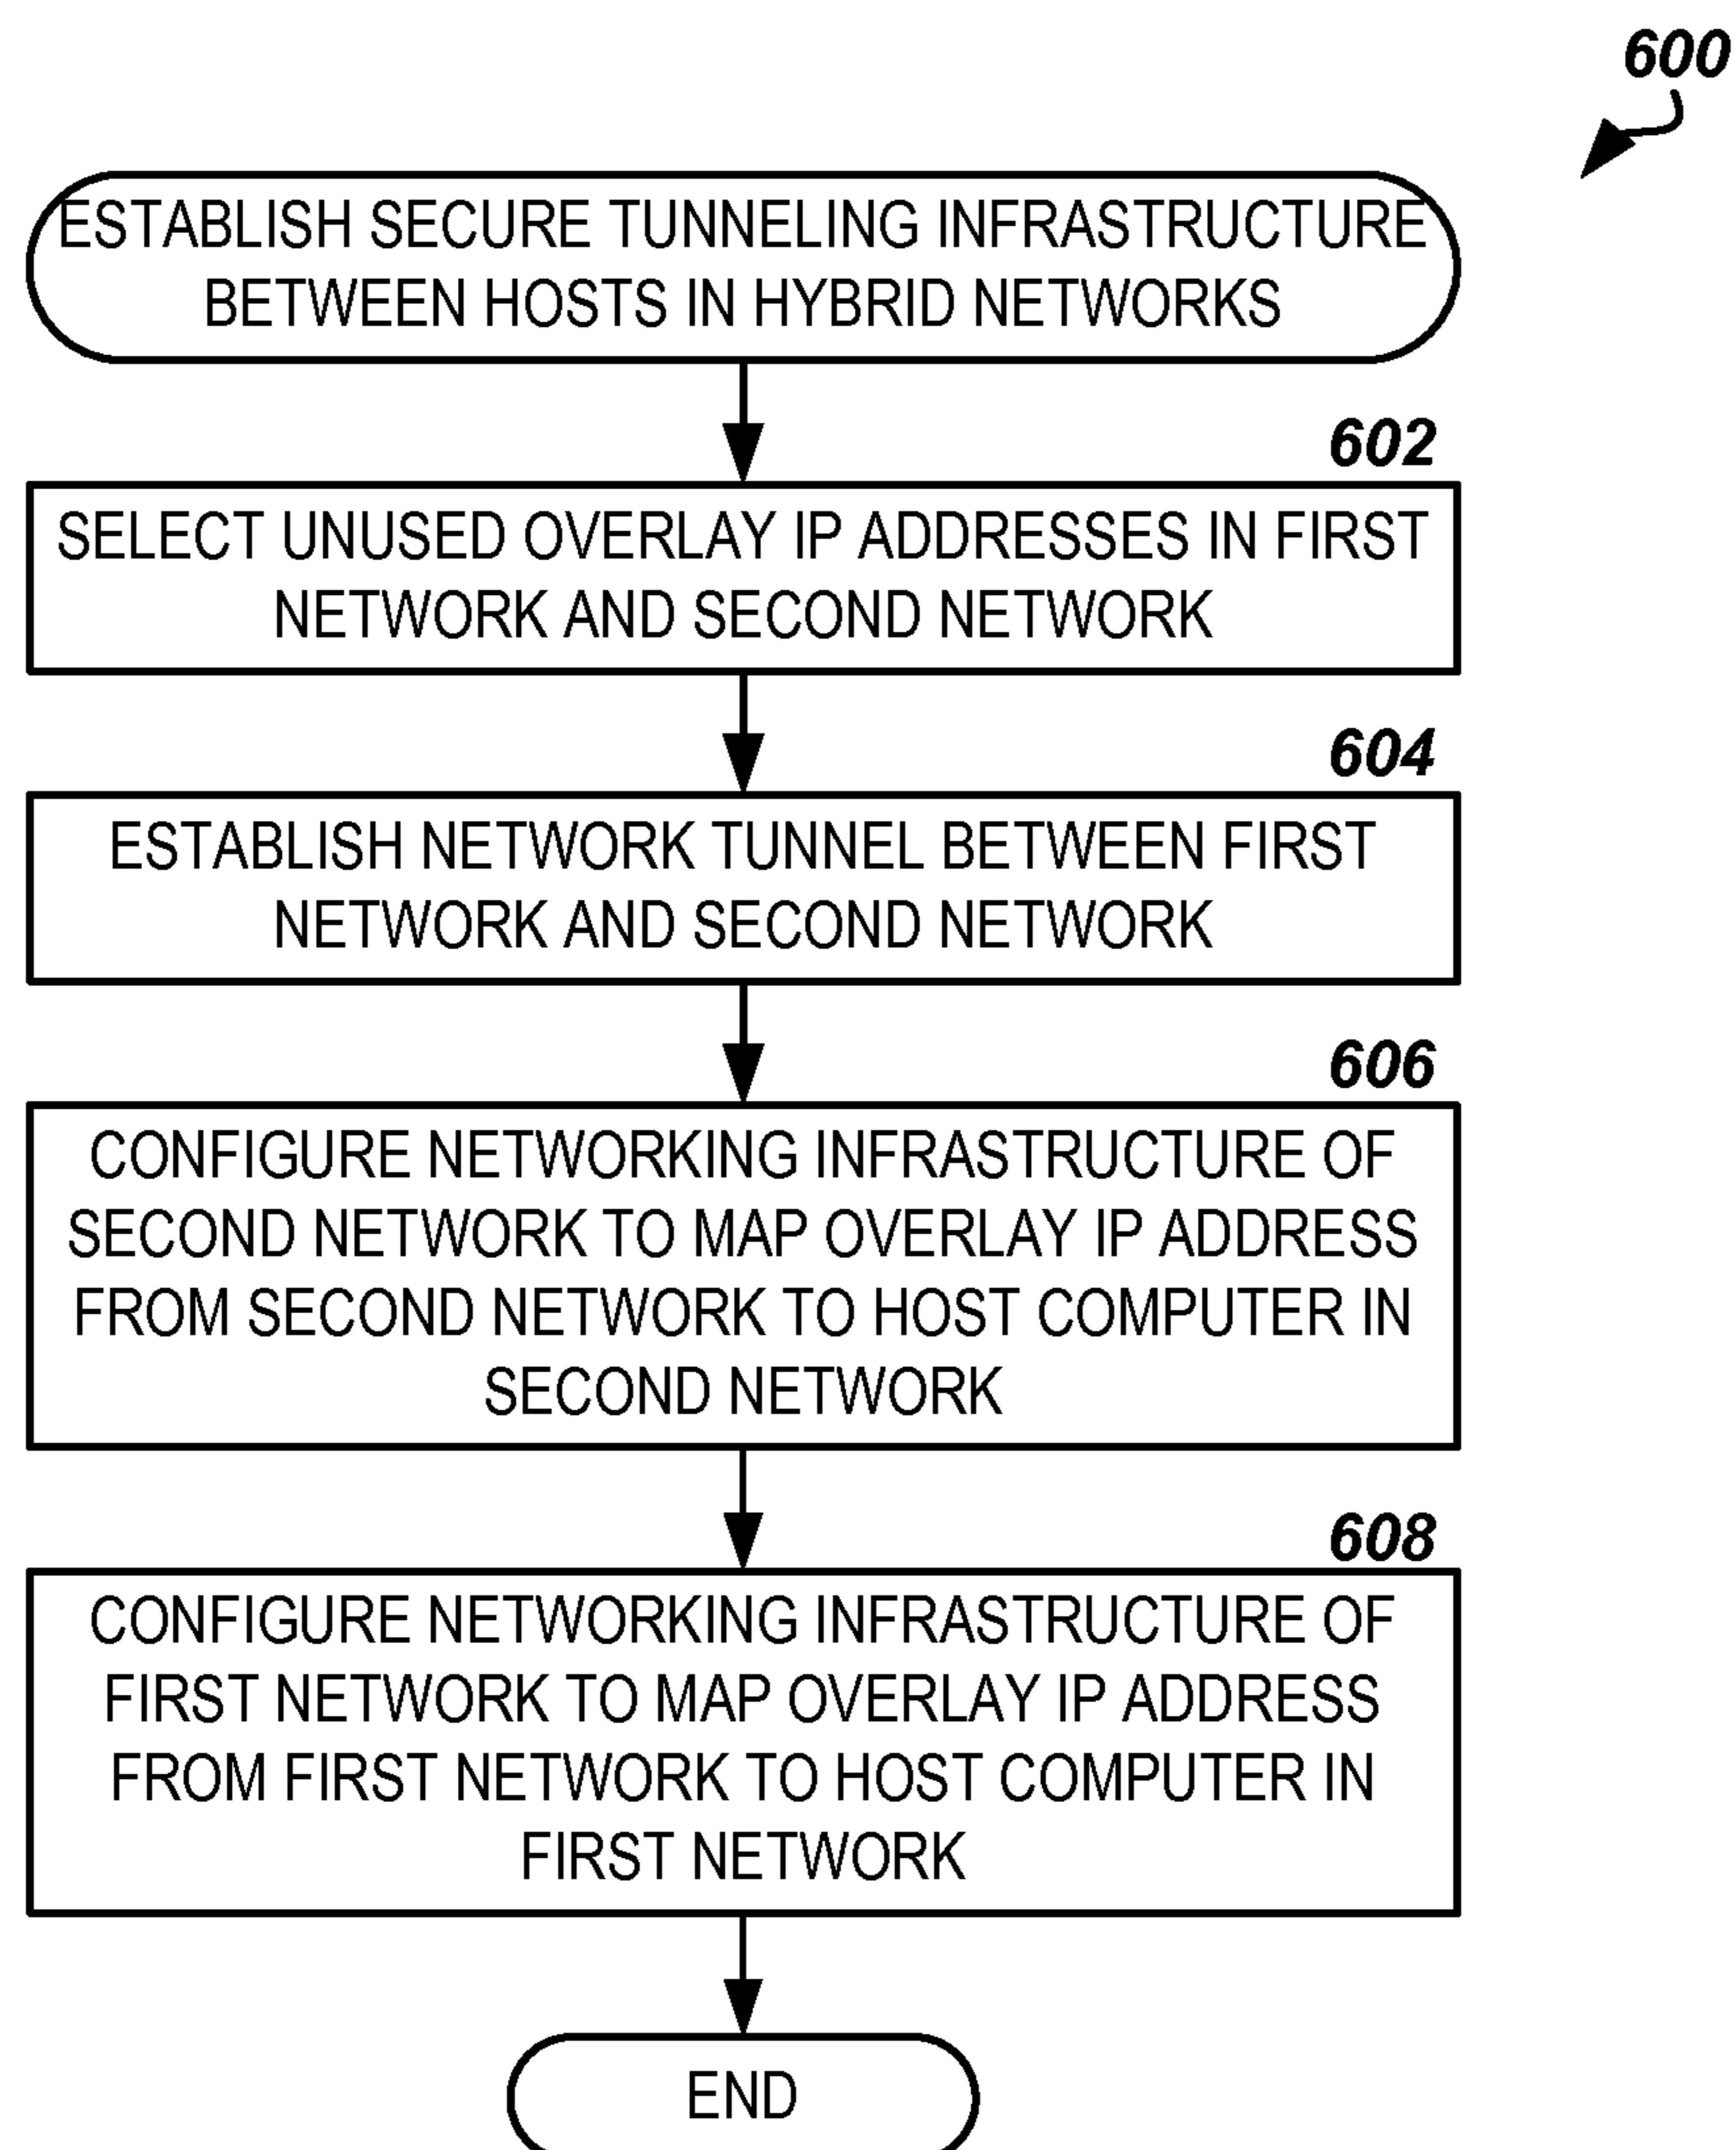 600
ESTABLISH SECURE TUNNELING INFRASTRUCTURE
BETWEEN HOSTS IN HYBRID NETWORKS
602
SELECT UNUSED OVERLAY IP ADDRESSES IN FIRST
NETWORK AND SECOND NETWORK
604
ESTABLISH NETWORK TUNNEL BETWEEN FIRST
NETWORK AND SECOND NETWORK
606
CONFIGURE NETWORKING INFRASTRUCTURE OF
SECOND NETWORK TO MAP OVERLAY IP ADDRESS
FROM SECOND NETWORK TO HOST COMPUTER IN
SECOND NETWORK
608
CONFIGURE NETWORKING INFRASTRUCTURE OF
FIRST NETWORK TO MAP OVERLAY IP ADDRESS
FROM FIRST NETWORK TO HOST COMPUTER IN
FIRST NETWORK
END